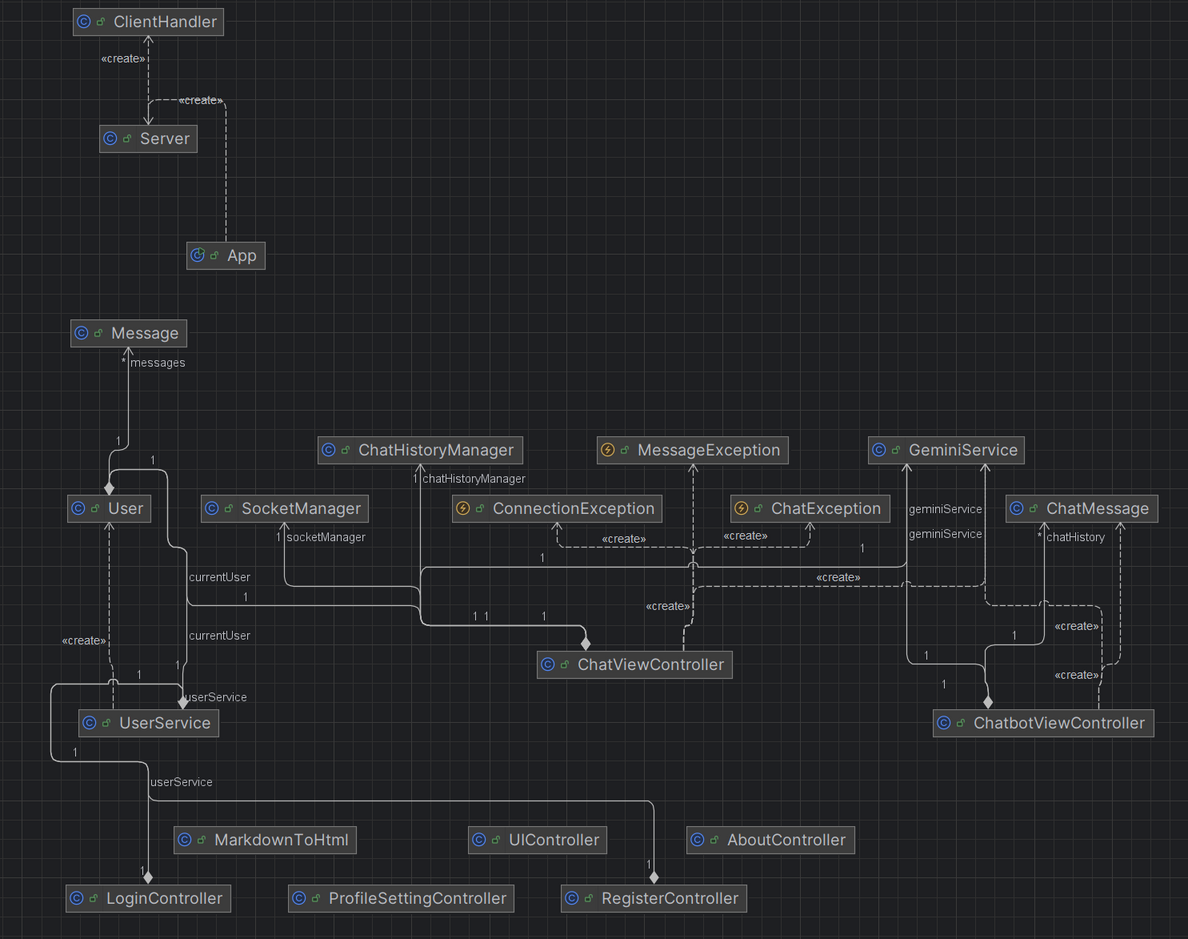 ClientHandler
«create»
«create»
Server
App
Message
* messages
1
1
ChatHistoryManager
MessageException
GeminiService
1 chatHistoryManager
User
SocketManager
ConnectionException
ChatException
ChatMessage
geminiService
1 socketManager
«create»
«create»
geminiService
* chatHistory
1
1
currentUser
«create»
1
«create»
1 1
1
«create»
currentUser
1
«create»
1
ChatViewController
1
1
«create»
1
userService
UserService
ChatbotViewController
1
userService
MarkdownToHtml
UIController
AboutController
1
1
LoginController
ProfileSettingController
RegisterController